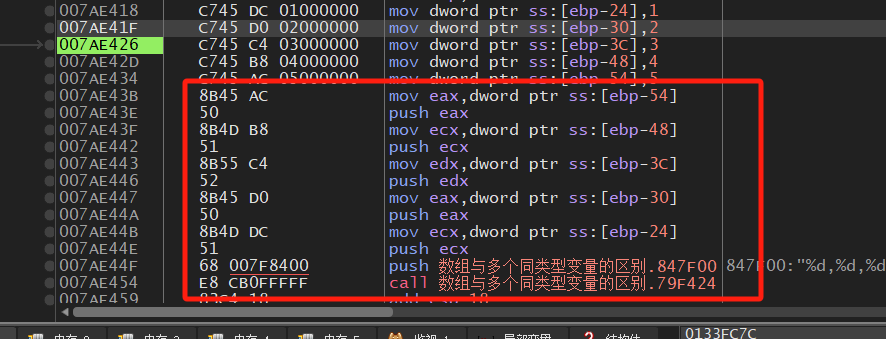 007AE418 C745 DC 01000000 mov dword ptr ss:[ebp-24],1
007AE41F C745 D0 02000000 mov dword ptr ss:[ebp-30],2
007AE426 C745 C4 03000000 mov dword ptr ss:[ebp-3C],3
007AE42D C745 B8 04000000 mov dword ptr ss:[ebp-48],4
007AE434 C745 AC 05000000 mov dword ptr ss:[ebp-54],5
007AE43B 8B45 AC mov eax,dword ptr ss:[ebp-54]
007AE43E 50 push eax
007AE43F 8B4D B8 mov ecx,dword ptr ss:[ebp-48]
007AE442 51 push ecx
007AE443 8B55 C4 mov edx,dword ptr ss:[ebp-3C]
007AE446 52 push edx
007AE447 8B45 D0 mov eax,dword ptr ss:[ebp-30]
007AE44A 50 push eax
007AE44B 8B4D DC mov ecx,dword ptr ss:[ebp-24]
007AE44E 51 push ecx
007AE44F 68 007F8400 push 数组与多个同类型变量的区别.847F00 847F00:"%d,%d,%d
007AE454 E8 CB0FFFFF call 数组与多个同类型变量的区别.79F424
007AE459
0133FC7C